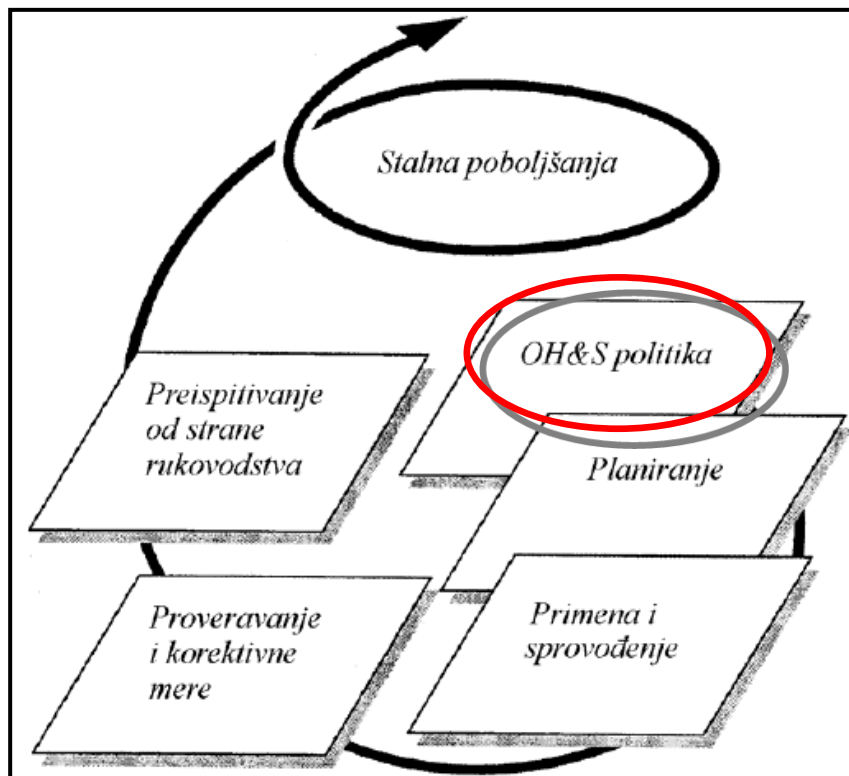 Stalna poboljšanja
OH&S politika
Preispitivanje
od strane
rukovodstva
Planiranje
Proveravanje
i korektivne
mere
Primena i
sprovođenje